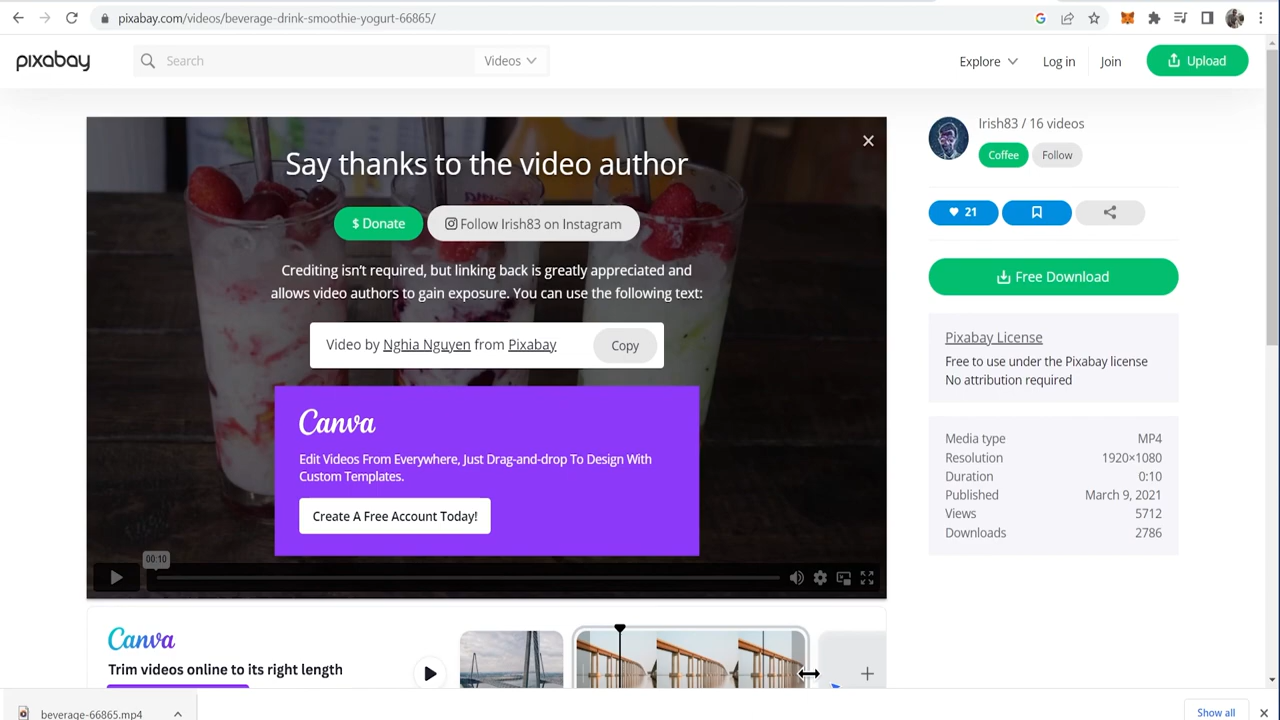 pixabay.com/videos/beverage-drink-smoothie-yogurt-66865/
pixabay
Search
Videos
Explore
Log in
Join
Upload
Say thanks to the video author
$ Donate
Follow Irish83 on Instagram
Crediting isn't required, but linking back is greatly appreciated and
allows video authors to gain exposure. You can use the following text:
Video by Nghia Nguyen from Pixabay
Copy
Canva
Edit Videos From Everywhere, Just Drag-and-drop To Design With
Custom Templates.
Create A Free Account Today!
00:10
Irish83 / 16 videos
Coffee
Follow
21
Free Download
Pixabay License
Free to use under the Pixabay license
No attribution required
Media type MP4
Resolution 1920×1080
Duration 0:10
Published March 9, 2021
Views 5712
Downloads 2786
Canva
Trim videos online to its right length
beverage-66865.mp4
Show all